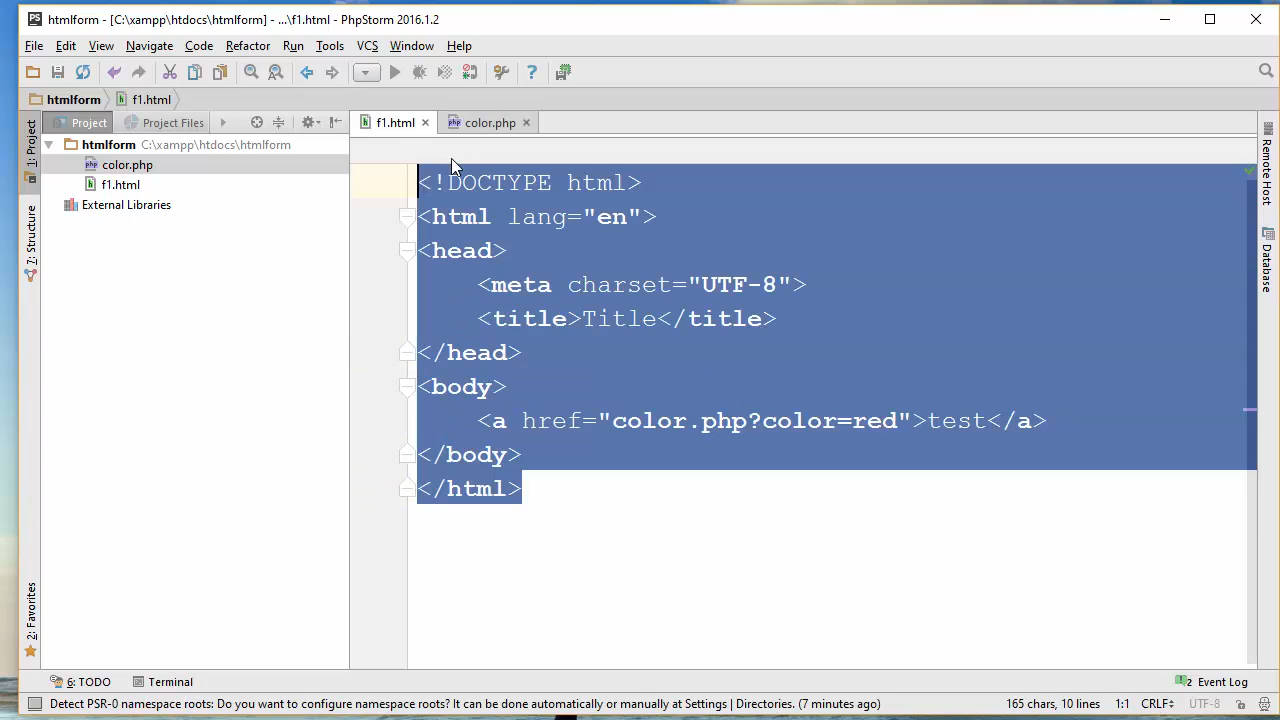 htmlform - [C:\xampp\htdocs\htmlform] - ...\f1.html - PhpStorm 2016.1.2
File Edit View Navigate Code Refactor Run Tools VCS Window Help
htmlform f1.html
Project Project Files
f1.html color.php
htmlform C:\xampp\htdocs\htmlform
color.php
f1.html
External Libraries
1: Project
7: Structure
2: Favorites
<!DOCTYPE html>
<html lang="en">
<head>
    <meta charset="UTF-8">
    <title>Title</title>
</head>
<body>
    <a href="color.php?color=red">test</a>
</body>
</html>
Remote Host
Database
6: TODO Terminal
2 Event Log
Detect PSR-0 namespace roots: Do you want to configure namespace roots? It can be done automatically or manually at Settings | Directories. (7 minutes ago)
165 chars, 10 lines 1:1 CRLF UTF-8